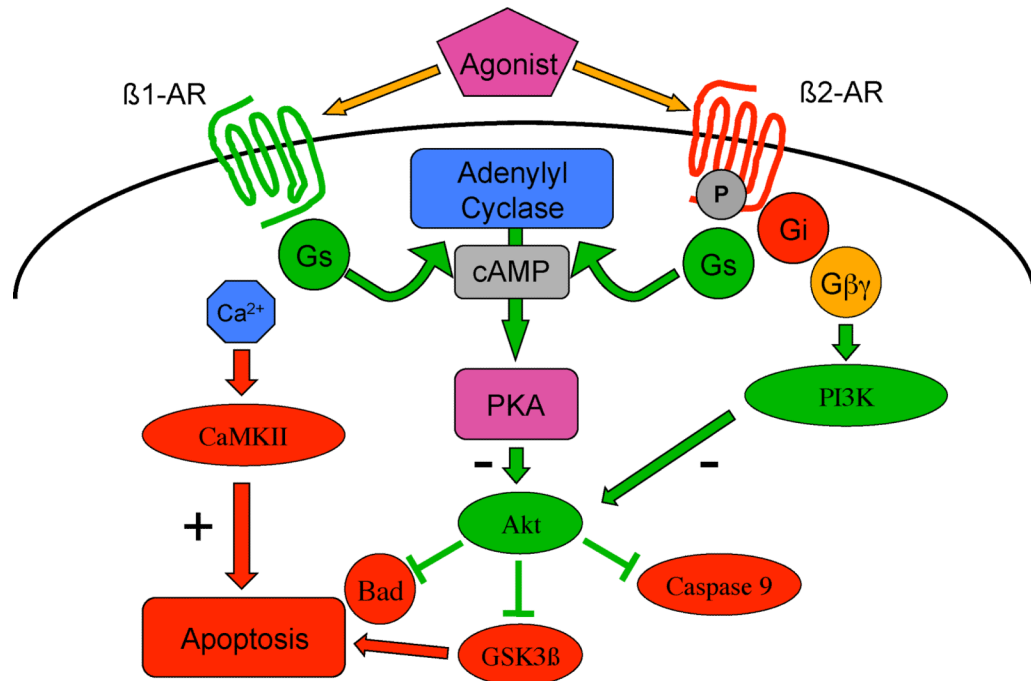 Agonist
ß1-AR
ß2-AR
Adenylyl
Cyclase
P
Gi
Gs
cAMP
Gs
Gβγ
Ca²⁺
PKA
PI3K
CaMKII
-
-
+
Akt
Bad
Caspase 9
Apoptosis
GSK3ß